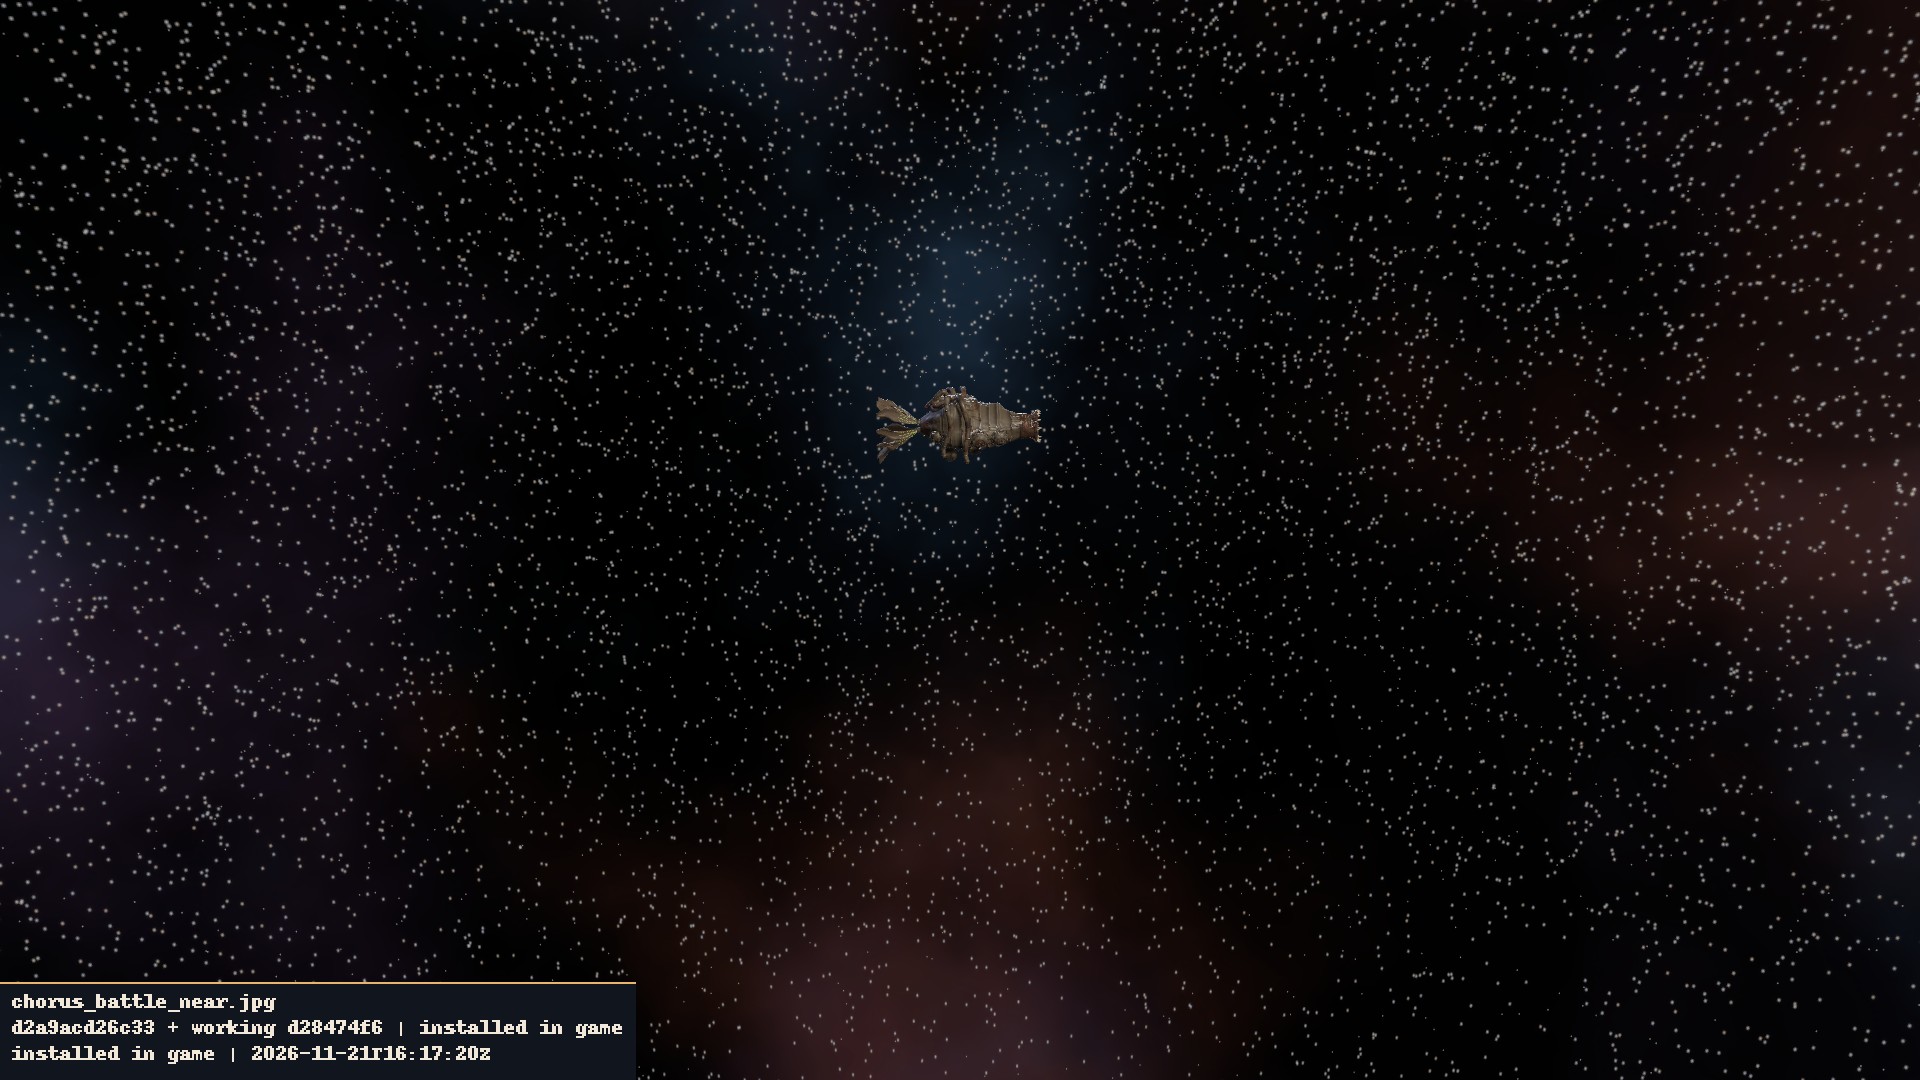 chorus_battle_near.jpg
d2a9acd26c33 + working d28474f6 | installed in game
installed in game | 2026-11-21T16:17:20Z